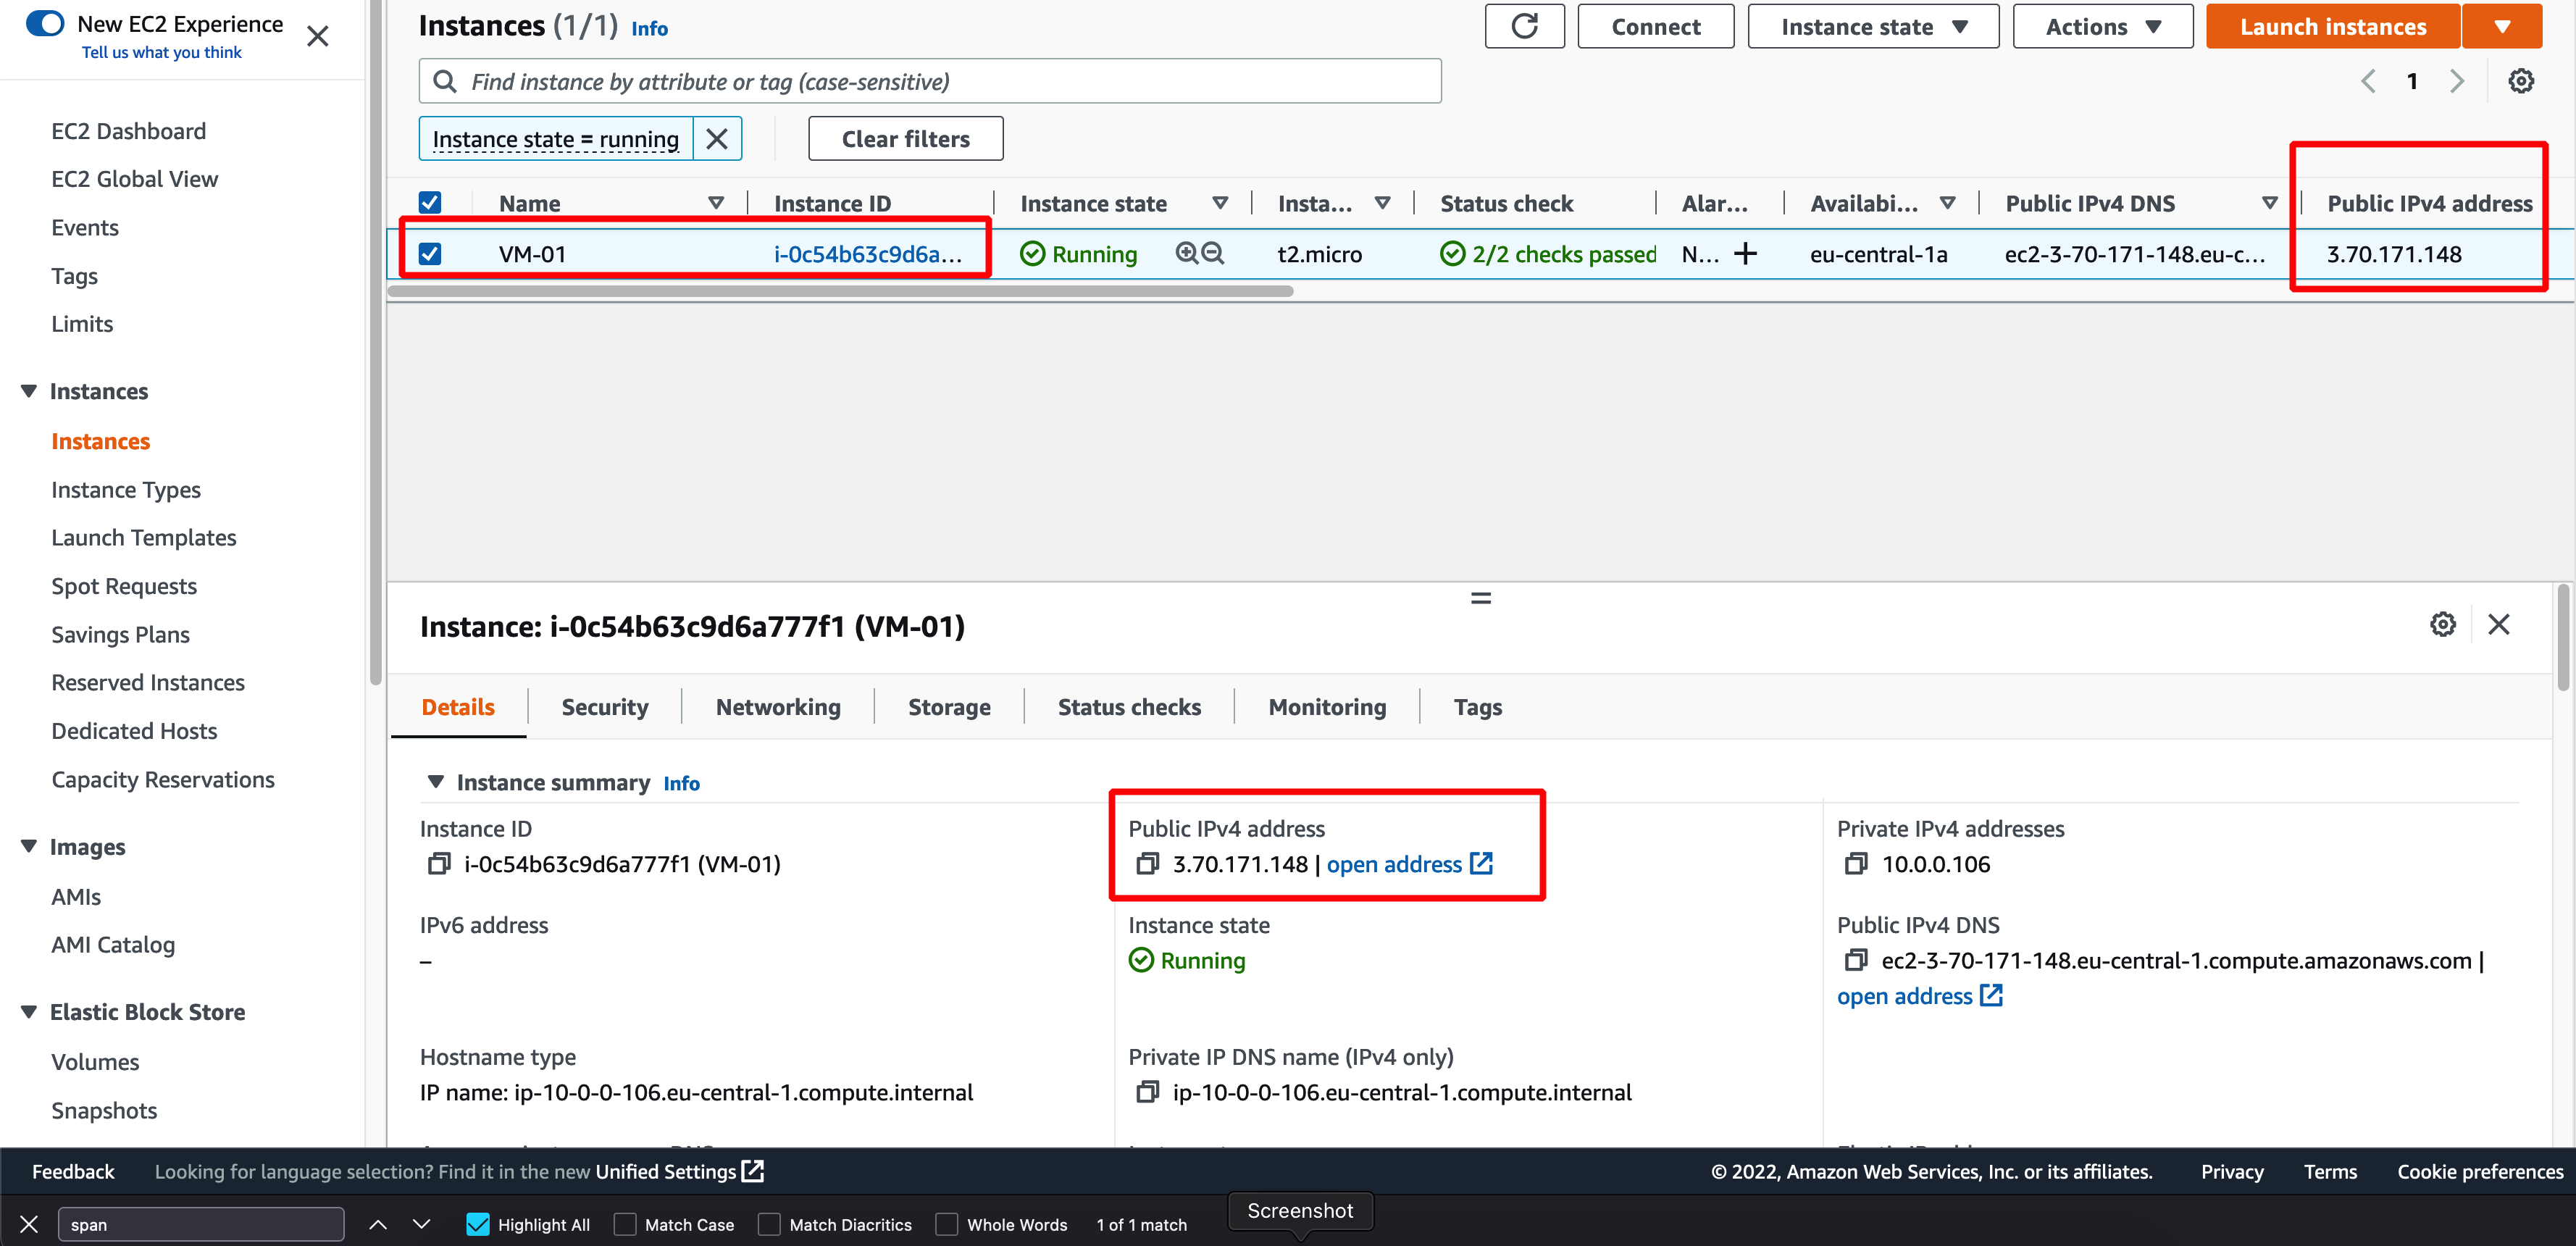 New EC2 Experience
Tell us what you think
EC2 Dashboard
EC2 Global View
Events
Tags
Limits
Instances
Instances
Instance Types
Launch Templates
Spot Requests
Savings Plans
Reserved Instances
Dedicated Hosts
Capacity Reservations
Images
AMIs
AMI Catalog
Elastic Block Store
Volumes
Snapshots
Instances (1/1) Info
Connect
Instance state
Actions
Launch instances
Find instance by attribute or tag (case-sensitive)
1
Instance state = running
Clear filters
Name Instance ID Instance state Insta... Status check Alar... Availabi... Public IPv4 DNS Public IPv4 address
VM-01 i-0c54b63c9d6a... Running t2.micro 2/2 checks passed N... eu-central-1a ec2-3-70-171-148.eu-c... 3.70.171.148
Instance: i-0c54b63c9d6a777f1 (VM-01)
Details Security Networking Storage Status checks Monitoring Tags
Instance summary Info
Instance ID
i-0c54b63c9d6a777f1 (VM-01)
Public IPv4 address
3.70.171.148 | open address
Private IPv4 addresses
10.0.0.106
IPv6 address
–
Instance state
Running
Public IPv4 DNS
ec2-3-70-171-148.eu-central-1.compute.amazonaws.com |
open address
Hostname type
IP name: ip-10-0-0-106.eu-central-1.compute.internal
Private IP DNS name (IPv4 only)
ip-10-0-0-106.eu-central-1.compute.internal
Feedback Looking for language selection? Find it in the new Unified Settings © 2022, Amazon Web Services, Inc. or its affiliates. Privacy Terms Cookie preferences
span Highlight All Match Case Match Diacritics Whole Words 1 of 1 match
Screenshot